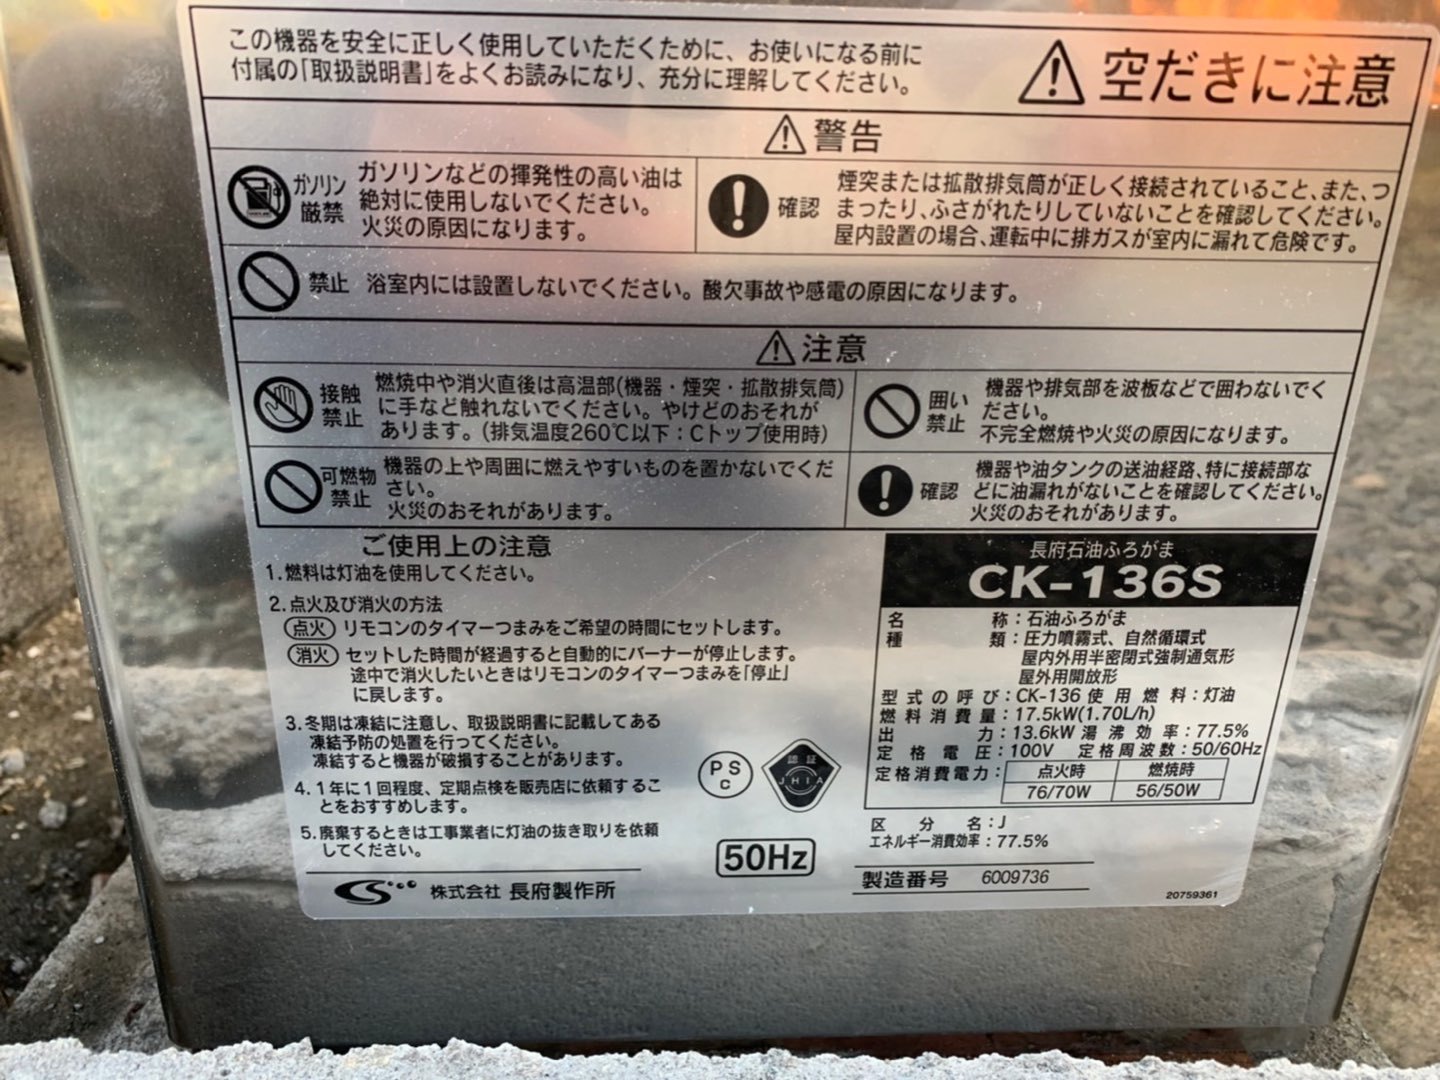 この機器を安全に正しく使用していただくために、お使いになる前に
付属の「取扱説明書」をよくお読みになり、充分に理解してください。
空だきに注意
警告
ガソリン
厳禁
ガソリンなどの揮発性の高い油は
絶対に使用しないでください。
火災の原因になります。
確認
煙突または拡散排気筒が正しく接続されていること、また、つ
まったり、ふさがれたりしていないことを確認してください。
屋内設置の場合、運転中に排ガスが室内に漏れて危険です。
禁止
浴室内には設置しないでください。酸欠事故や感電の原因になります。
注意
接触
禁止
燃焼中や消火直後は高温部(機器・煙突・拡散排気筒)
に手など触れないでください。やけどのおそれが
あります。(排気温度260℃以下:Cトップ使用時)
囲い
禁止
機器や排気部を波板などで囲わないでく
ださい。
不完全燃焼や火災の原因になります。
可燃物
禁止
機器の上や周囲に燃えやすいものを置かないでくだ
さい。
火災のおそれがあります。
確認
機器や油タンクの送油経路、特に接続部な
どに油漏れがないことを確認してください。
火災のおそれがあります。
ご使用上の注意
1.燃料は灯油を使用してください。
2.点火及び消火の方法
点火 リモコンのタイマーつまみをご希望の時間にセットします。
消火 セットした時間が経過すると自動的にバーナーが停止します。
途中で消火したいときはリモコンのタイマーつまみを「停止」
に戻します。
3.冬期は凍結に注意し、取扱説明書に記載してある
凍結予防の処置を行ってください。
凍結すると機器が破損することがあります。
4.1年に1回程度、定期点検を販売店に依頼するこ
とをおすすめします。
5.廃棄するときは工事業者に灯油の抜き取りを依頼
してください。
株式会社 長府製作所
PS
C
認証
JHIA
50Hz
長府石油ふろがま
CK-136S
名称:石油ふろがま
種類:圧力噴霧式、自然循環式
屋内外用半密閉式強制通気形
屋外用開放形
型式の呼び:CK-136 使用燃料:灯油
燃料消費量:17.5kW(1.70L/h)
出力:13.6kW 湯沸効率:77.5%
定格電圧:100V 定格周波数:50/60Hz
定格消費電力: 点火時 燃焼時
76/70W 56/50W
区分名:J
エネルギー消費効率:77.5%
製造番号 6009736
20759361